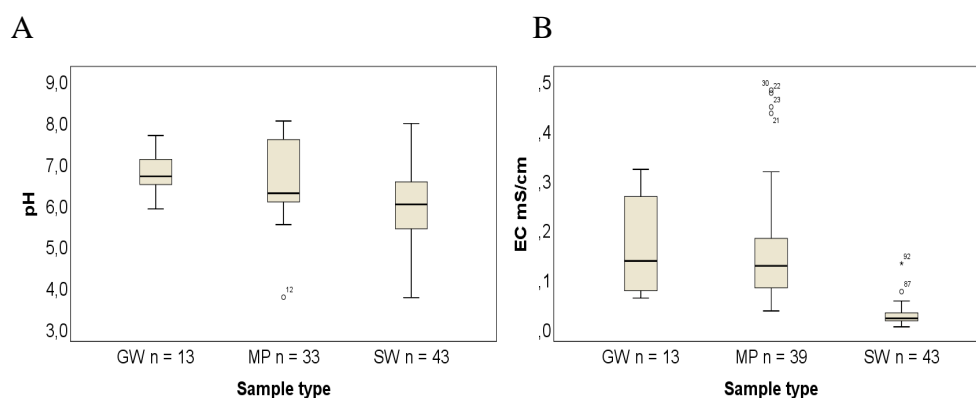 A
pH
9,0
8,0
7,0
6,0
5,0
4,0
3,0
12
GW n = 13 MP n = 33 SW n = 43
Sample type
B
EC mS/cm
,5
,4
,3
,2
,1
,0
30 22
23
21
92
87
GW n = 13 MP n = 39 SW n = 43
Sample type